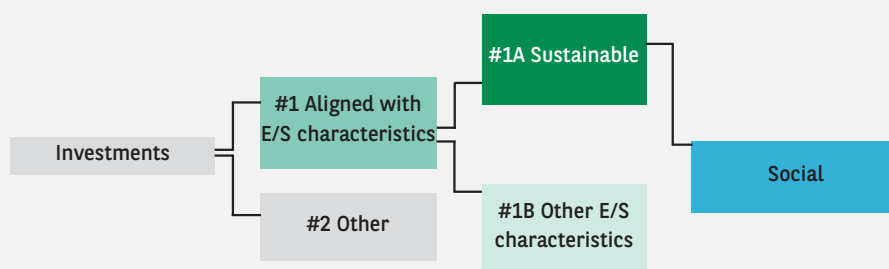 Investments
#1 Aligned with
E/S characteristics
#2 Other
#1A Sustainable
#1B Other E/S
characteristics
Social